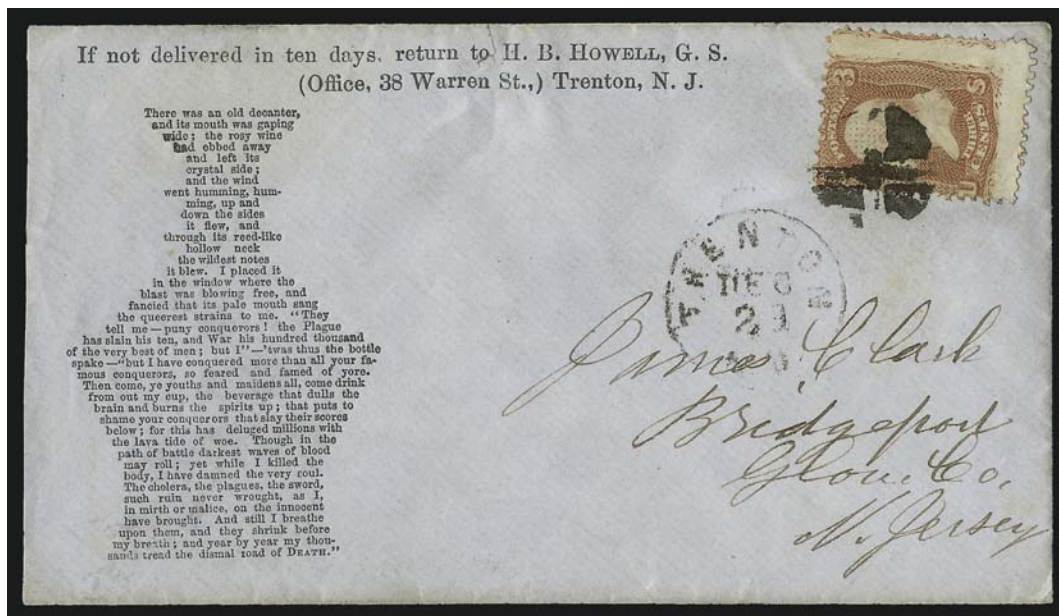 If not delivered in ten days, return to H. B. HOWELL, G. S.
(Office, 38 Warren St.,) Trenton, N. J.
There was an old decanter,
and its mouth was gaping
wide; the rosy wine
had ebbed away
and left its
crystal side;
and the wind
went humming, hum-
ming, up and
down the sides
it flew, and
through its reed-like
hollow neck
the wildest notes
it blew. I placed it
in the window where the
blast was blowing free, and
fancied that its pale mouth sang
the queerest strains to me. "They
tell me—puny conquerors! the Plague
has slain his ten, and War his hundred thousand
of the very best of men; but I"—'twas thus the bottle
spake—"but I have conquered more than all your fa-
mous conquerors, so feared and famed of yore.
Then come, ye youths and maidens all, come drink
from out my cup, the beverage that dulls the
brain and burns the spirits up; that puts to
shame your conquerors that slay their scores
below; for this has deluged millions with
the lava tide of woe. Though in the
path of battle darkest waves of blood
may roll; yet while I killed the
body, I have damned the very soul.
The cholera, the plagues, the sword,
such ruin never wrought, as I,
in mirth or malice, on the innocent
have brought. And still I breathe
upon them, and they shrink before
my breath; and year by year my thou-
sands tread the dismal road of DEATH."
TRENTON
DEC
James Clark
Bridgeport
Glou. Co.
N. Jersey